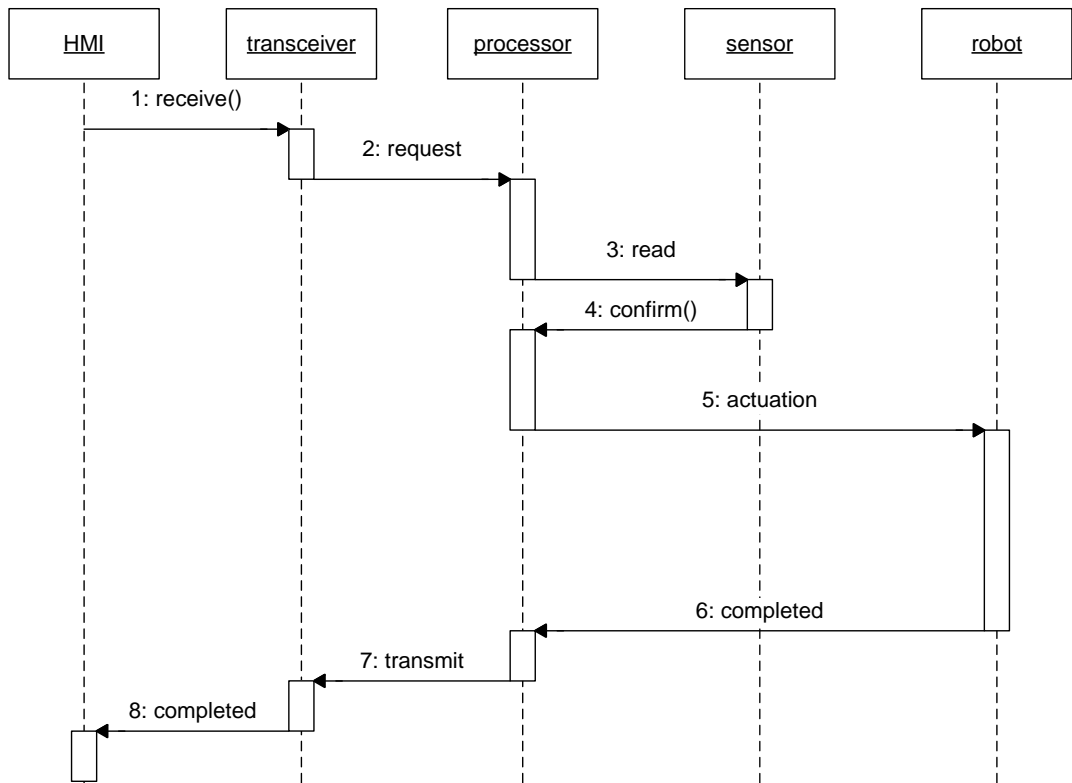 HMI
transceiver
processor
sensor
robot
1: receive()
2: request
3: read
4: confirm()
5: actuation
6: completed
7: transmit
8: completed